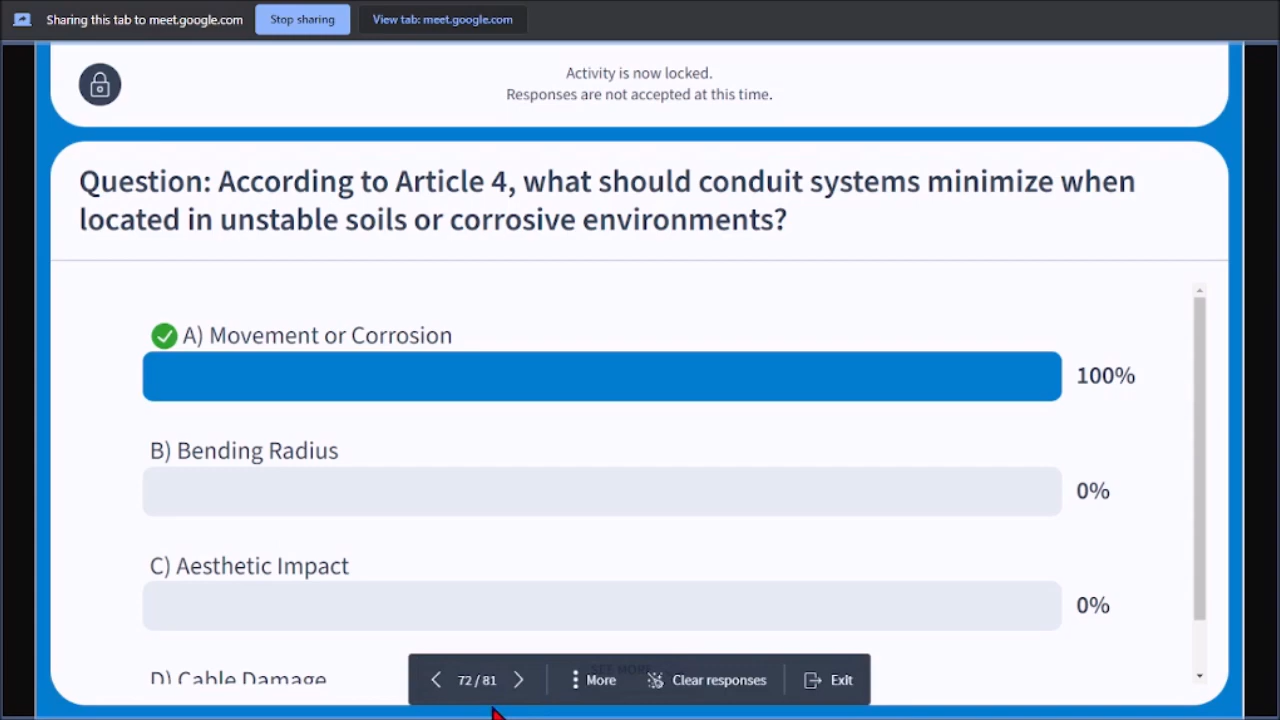 Sharing this tab to meet.google.com
Stop sharing
View tab: meet.google.com
Activity is now locked.
Responses are not accepted at this time.
Question: According to Article 4, what should conduit systems minimize when
located in unstable soils or corrosive environments?
A) Movement or Corrosion
100%
B) Bending Radius
0%
C) Aesthetic Impact
0%
D) Cable Damage
SEE MORE
72 / 81
More
Clear responses
Exit